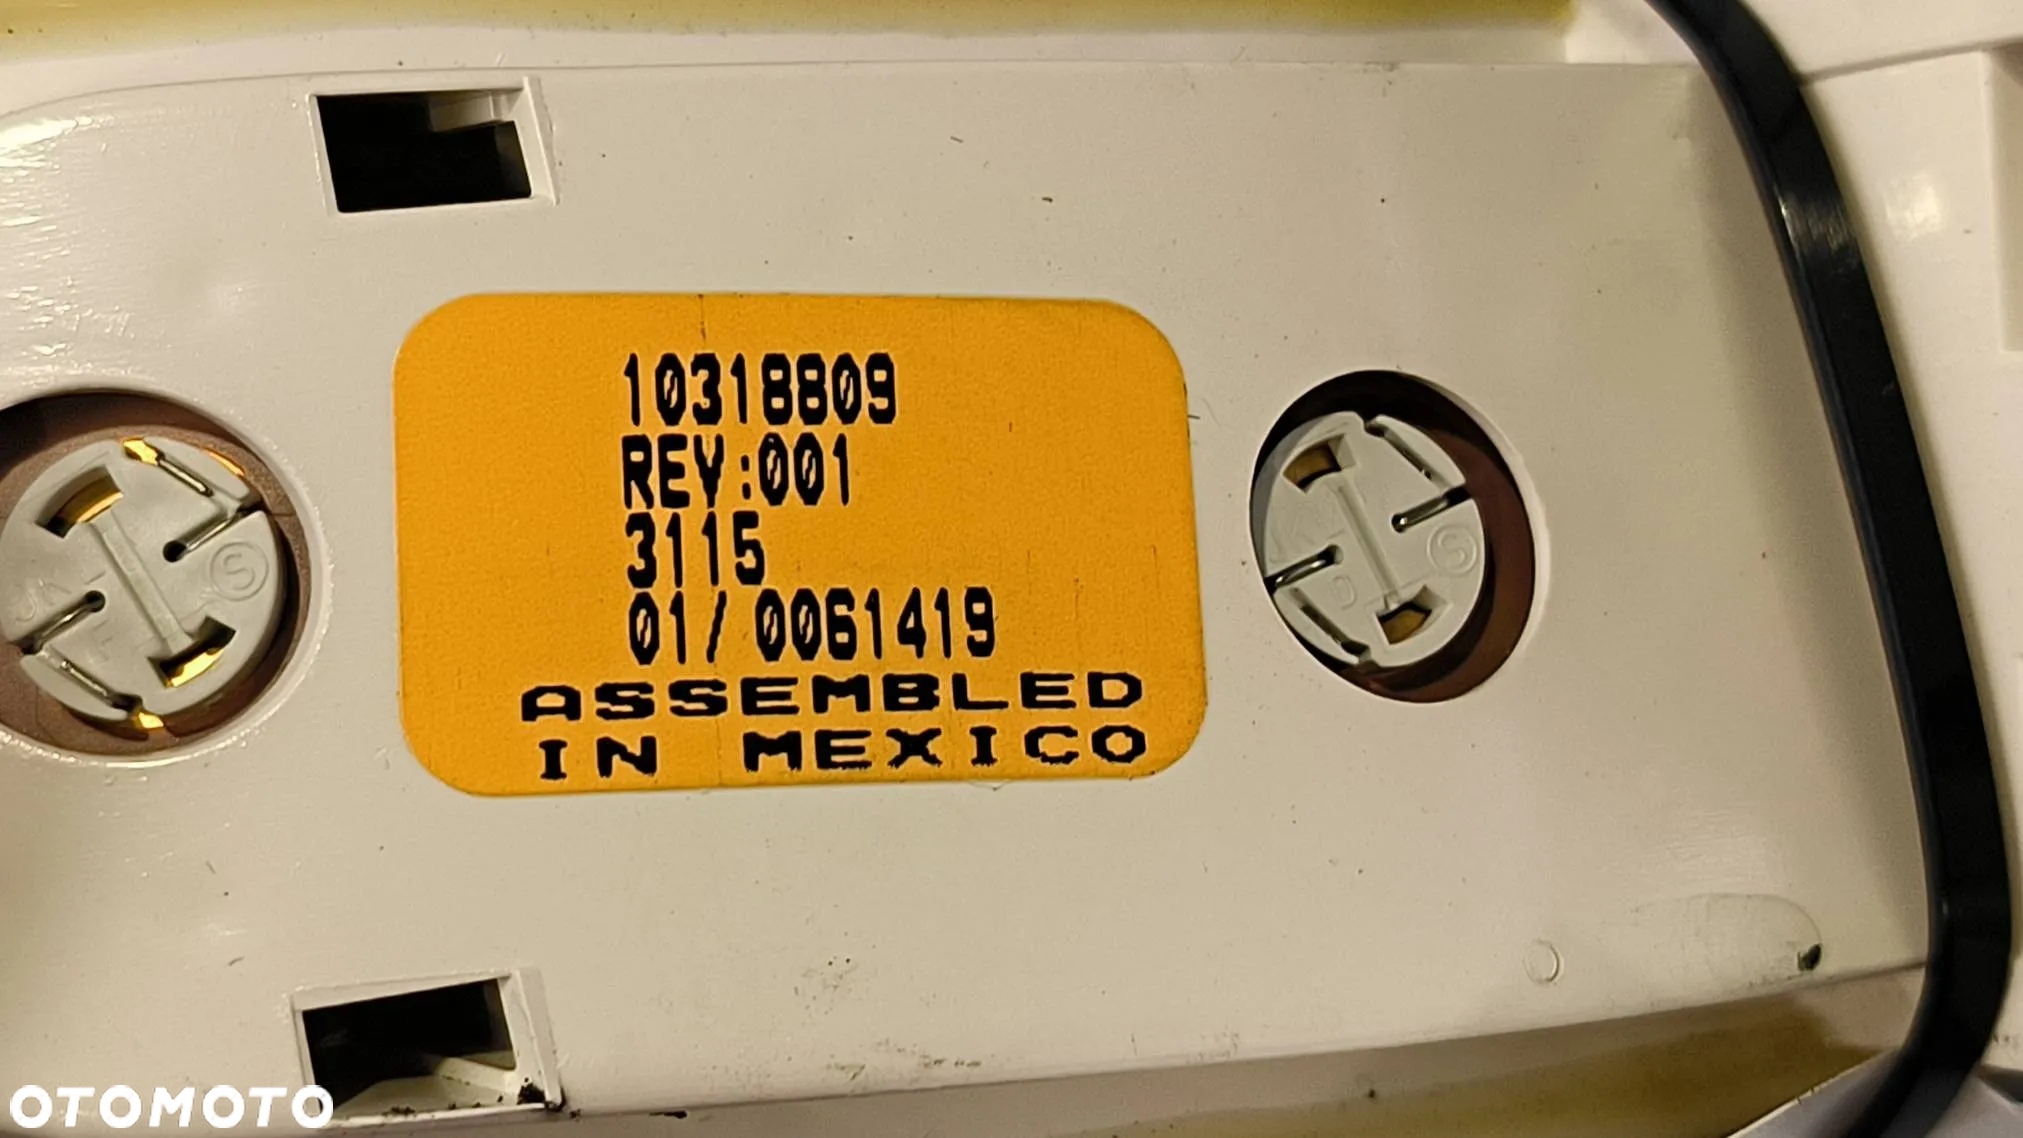 10318809
REV:001
3115
01/0061419
ASSEMBLED
IN MEXICO
OTOMOTO